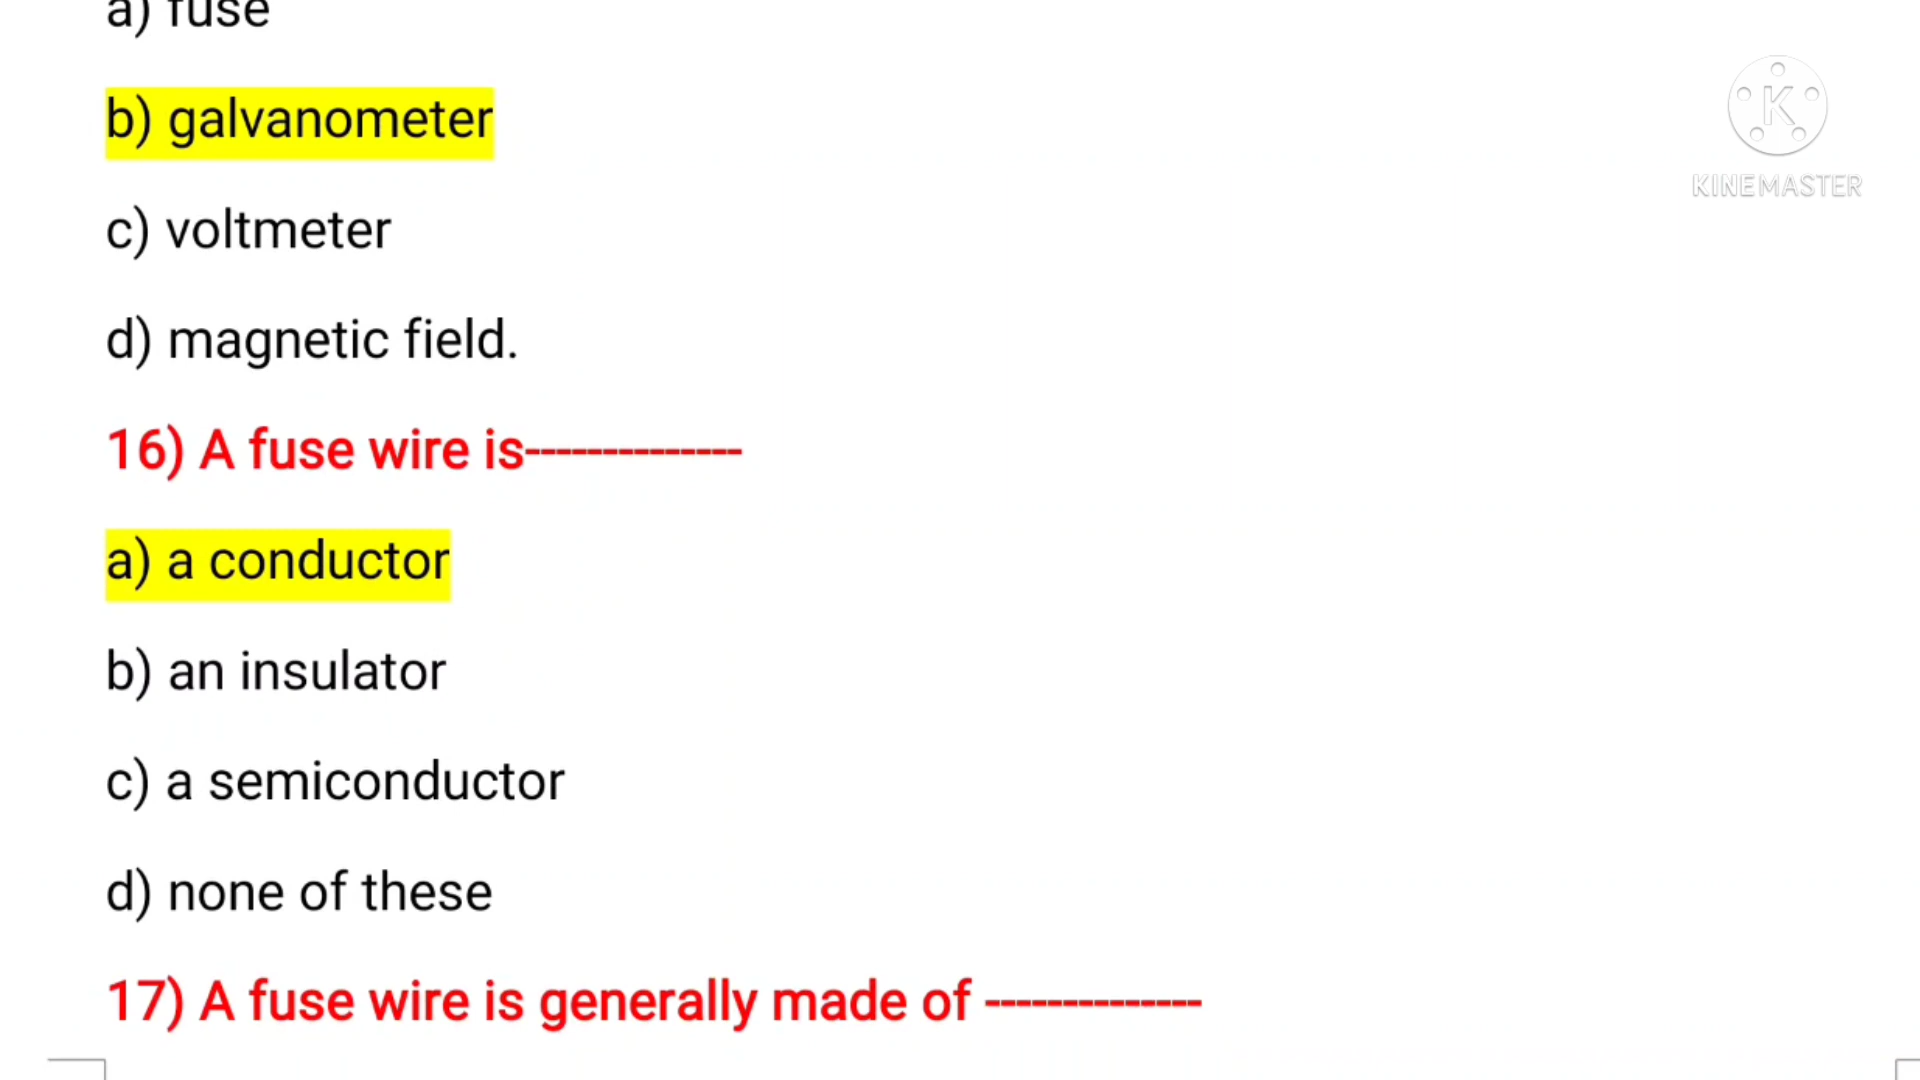 a) fuse
b) galvanometer
K
KINEMASTER
c) voltmeter
d) magnetic field.
16) A fuse wire is--------------
a) a conductor
b) an insulator
c) a semiconductor
d) none of these
17) A fuse wire is generally made of --------------